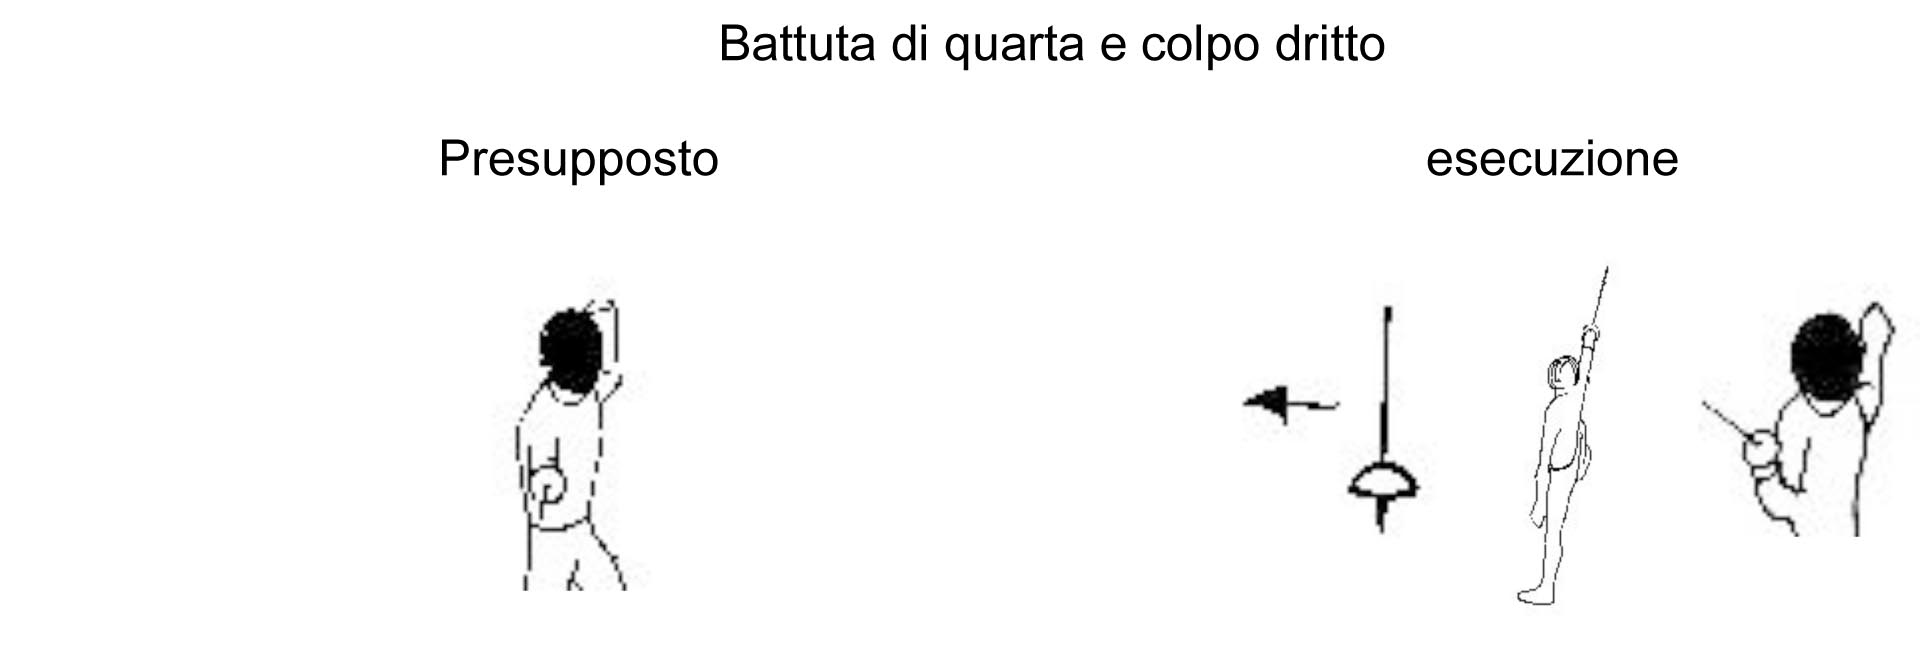 Battuta di quarta e colpo dritto
Presupposto
esecuzione